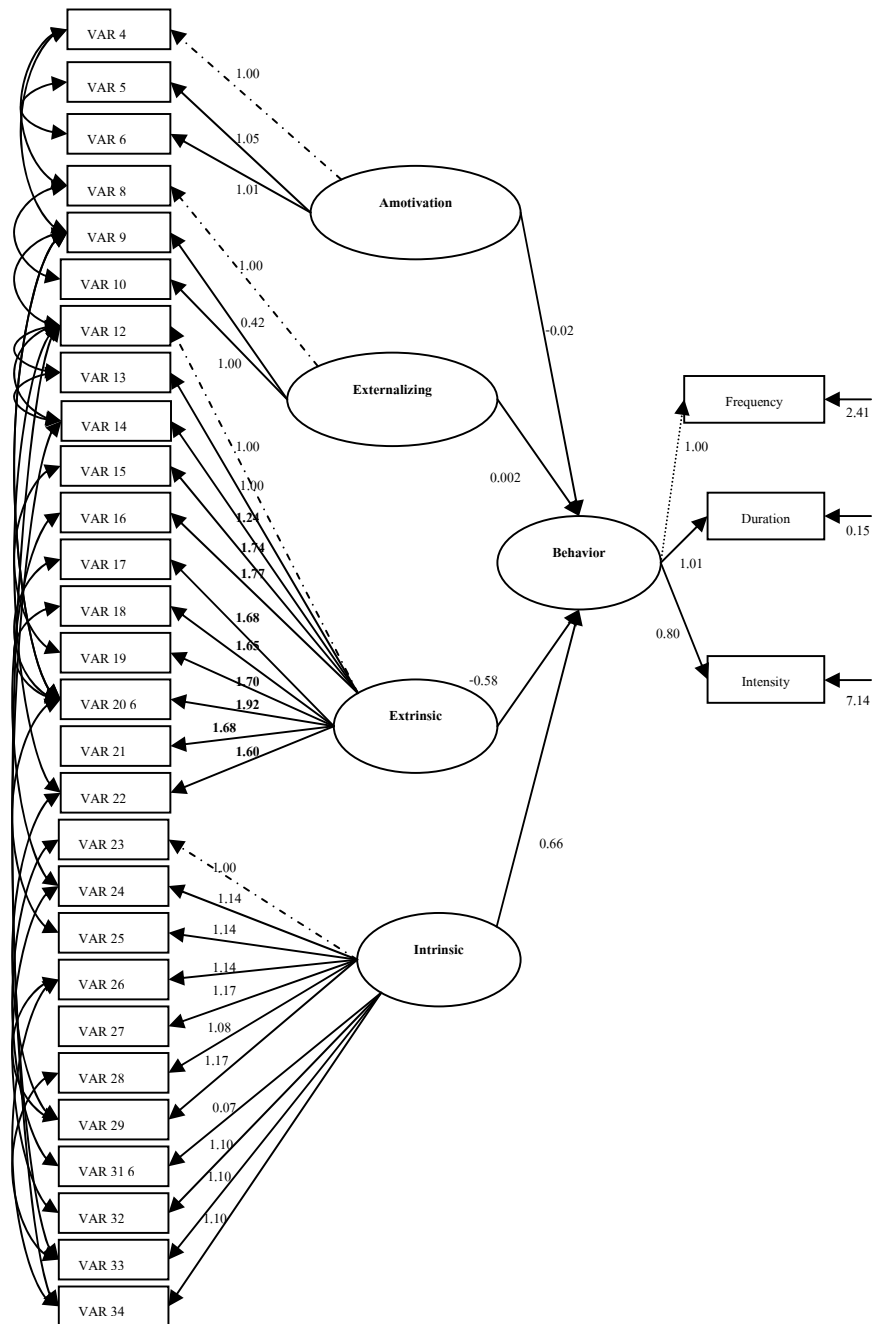 VAR 4
1.00
VAR 5
1.05
VAR 6
1.01
VAR 8
Amotivation
VAR 9
1.00
VAR 10
0.42
VAR 12
-0.02
1.00
VAR 13
Externalizing
Frequency
2.41
VAR 14
1.00
1.00
VAR 15
1.00
0.002
VAR 16
1.24
Duration
0.15
1.74
Behavior
1.01
VAR 17
1.77
VAR 18
1.68
0.80
1.65
VAR 19
1.70
-0.58
Intensity
7.14
VAR 20 6
1.92
Extrinsic
VAR 21
1.68
1.60
VAR 22
VAR 23
0.66
1.00
VAR 24
1.14
VAR 25
1.14
Intrinsic
VAR 26
1.14
1.17
VAR 27
1.08
VAR 28
1.17
VAR 29
0.07
VAR 31 6
1.10
1.10
VAR 32
1.10
VAR 33
VAR 34